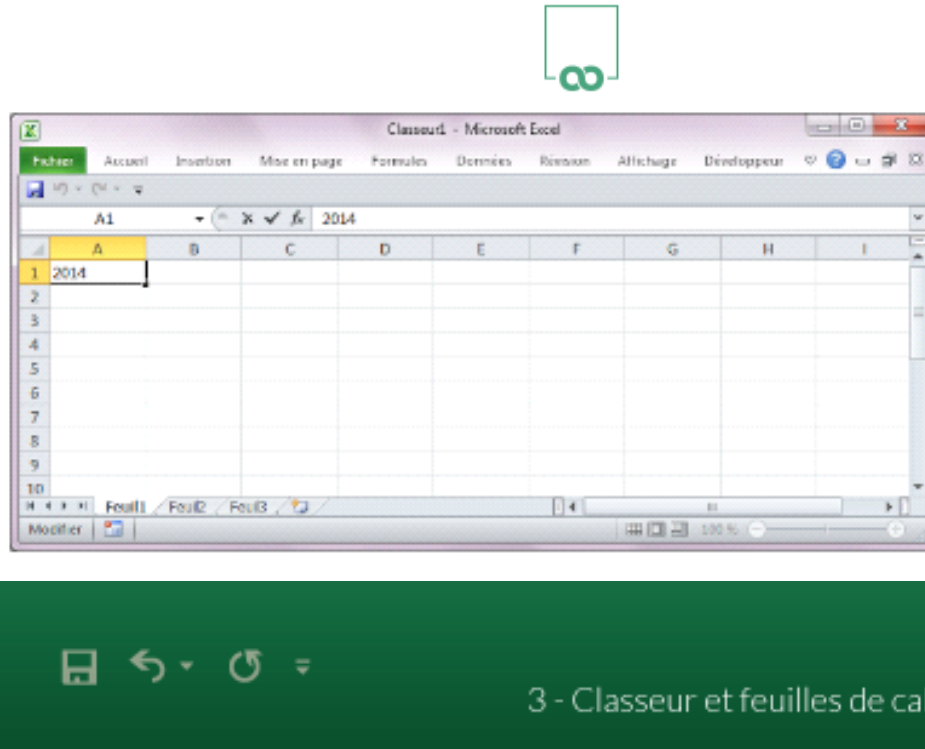 Classeur1 - Microsoft Excel
Fichier Accueil Insertion Mise en page Formules Données Révision Affichage Développeur
A1 fx 2014
A B C D E F G H I
1 2014
2
3
4
5
6
7
8
9
10
Feuil1 Feuil2 Feuil3
Modifier 100 %
3 - Classeur et feuilles de ca